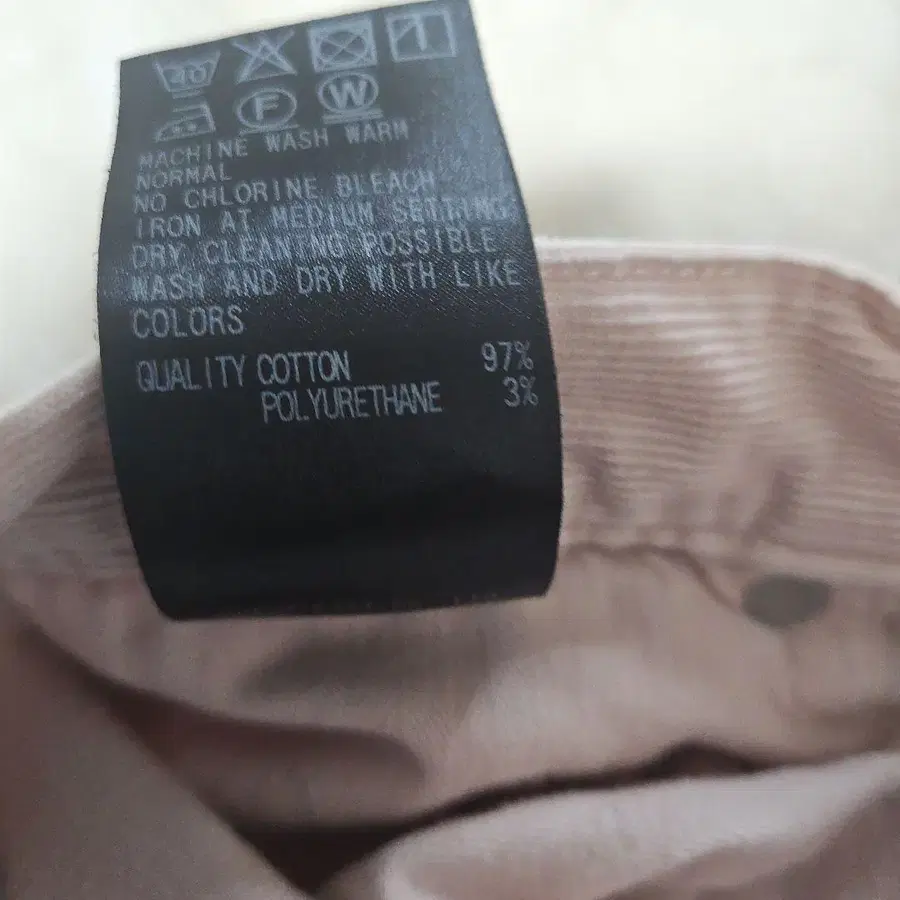 40
F W
MACHINE WASH WARM
NORMAL
NO CHLORINE BLEACH
IRON AT MEDIUM SETTING
DRY CLEANING POSSIBLE
WASH AND DRY WITH LIKE
COLORS
QUALITY COTTON 97%
POLYURETHANE 3%